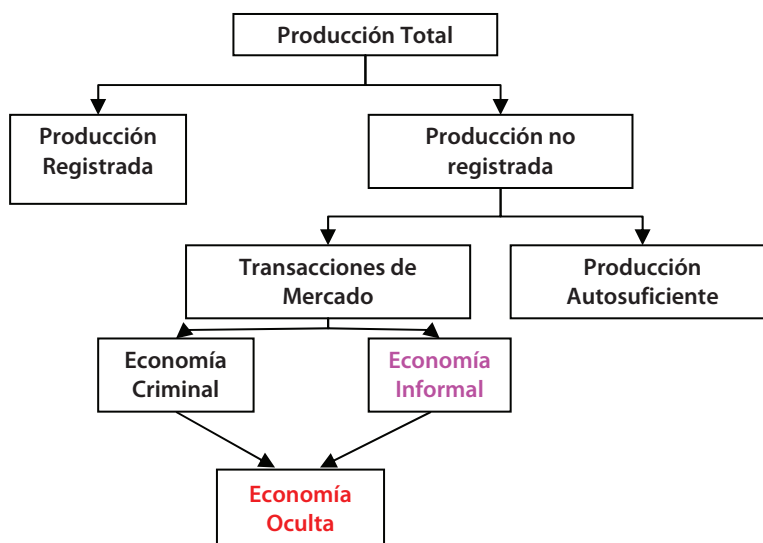 Producción Total
Producción
Registrada
Producción no
registrada
Transacciones de
Mercado
Producción
Autosuficiente
Economía
Criminal
Economía
Informal
Economía
Oculta